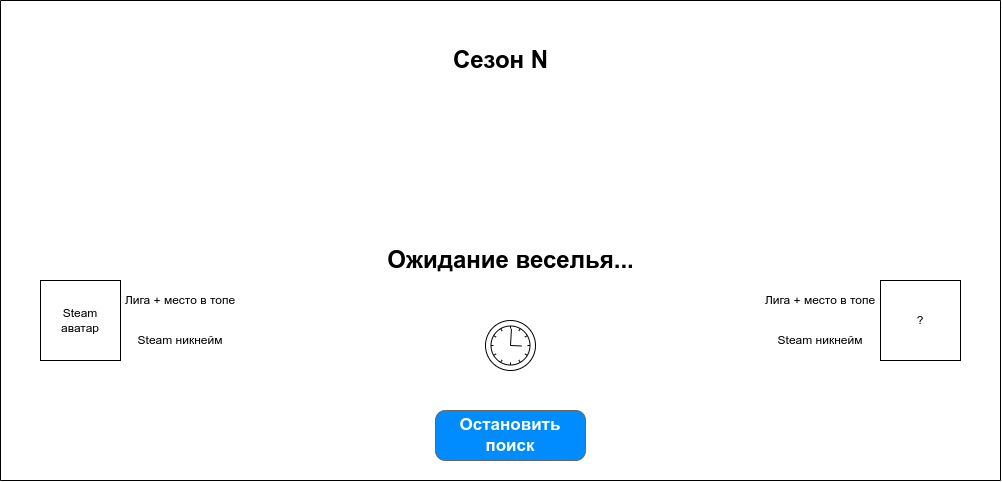 Сезон N
Ожидание веселья...
Steam
аватар
Лига + место в топе
Steam никнейм
Лига + место в топе
Steam никнейм
?
Остановить
поиск